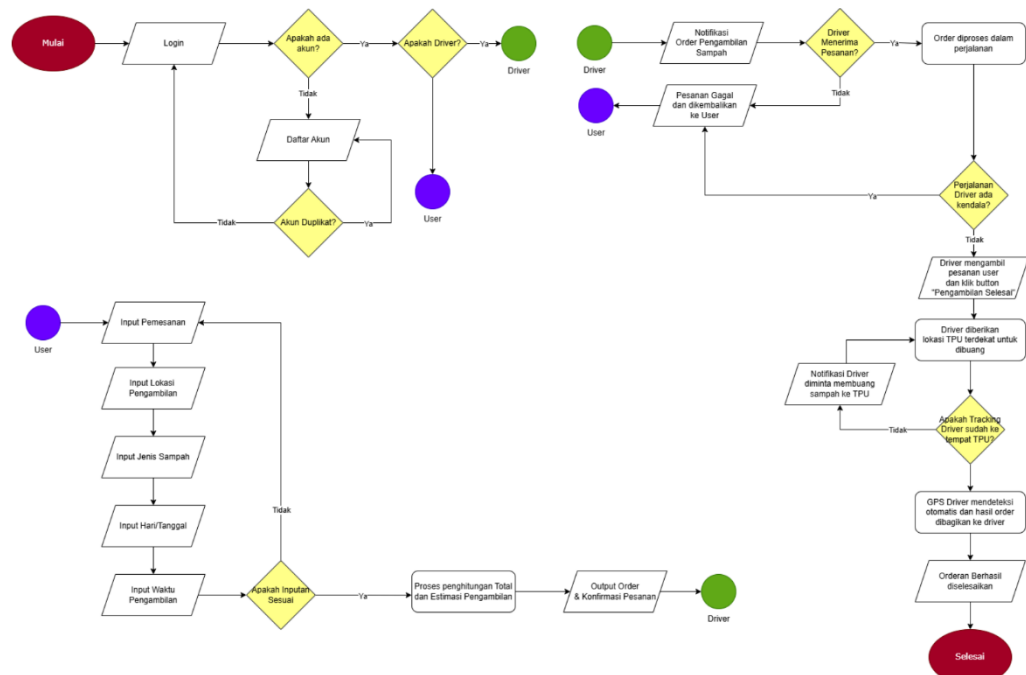 Mulai
Login
Apakah ada
akun?
Ya
Apakah Driver?
Ya
Driver
Tidak
Daftar Akun
Akun Duplikat?
Tidak
Ya
User
Driver
Notifikasi
Order Pengambilan
Sampah
Driver
Menerima
Pesanan?
Ya
Order diproses dalam
perjalanan
Tidak
Pesanan Gagal
dan dikembalikan
ke User
User
Ya
Perjalanan
Driver ada
kendala?
Tidak
Driver mengambil
pesanan user
dan klik button
"Pengambilan Selesai"
Driver diberikan
lokasi TPU terdekat untuk
dibuang
Notifikasi Driver
diminta membuang
sampah ke TPU
Tidak
Apakah Tracking
Driver sudah ke
tempat TPU?
GPS Driver mendeteksi
otomatis dan hasil order
dibagikan ke driver
Orderan Berhasil
diselesaikan
Selesai
User
Input Pemesanan
Input Lokasi
Pengambilan
Input Jenis Sampah
Input Hari/Tanggal
Input Waktu
Pengambilan
Tidak
Apakah Inputan
Sesuai
Ya
Proses penghitungan Total
dan Estimasi Pengambilan
Output Order
& Konfirmasi Pesanan
Driver